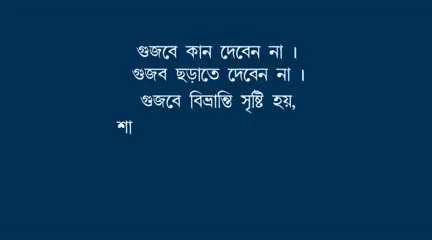 গুজবে কান দেবেন না ।
গুজব ছড়াতে দেবেন না ।
গুজবে বিভ্রান্তি সৃষ্টি হয়,
শা